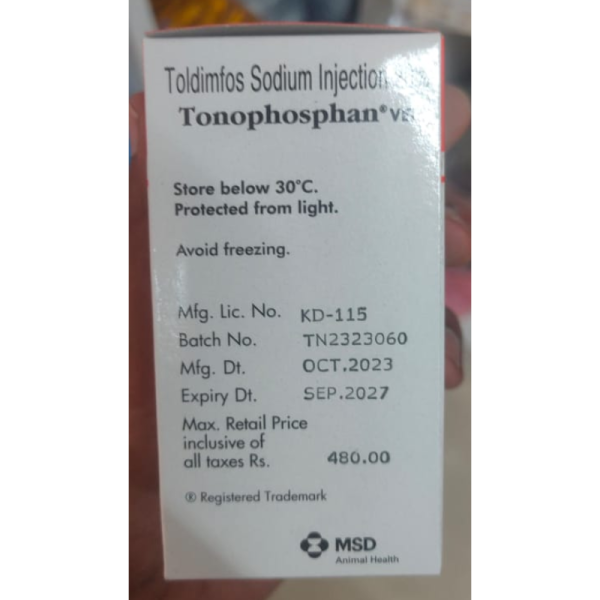 Toldimfos Sodium Injection
Tonophosphan®
Store below 30°C.
Protected from light.
Avoid freezing.
Mfg. Lic. No. KD-115
Batch No. TN2323060
Mfg. Dt. OCT.2023
Expiry Dt. SEP.2027
Max. Retail Price
inclusive of
all taxes Rs. 480.00
® Registered Trademark
MSD
Animal Health